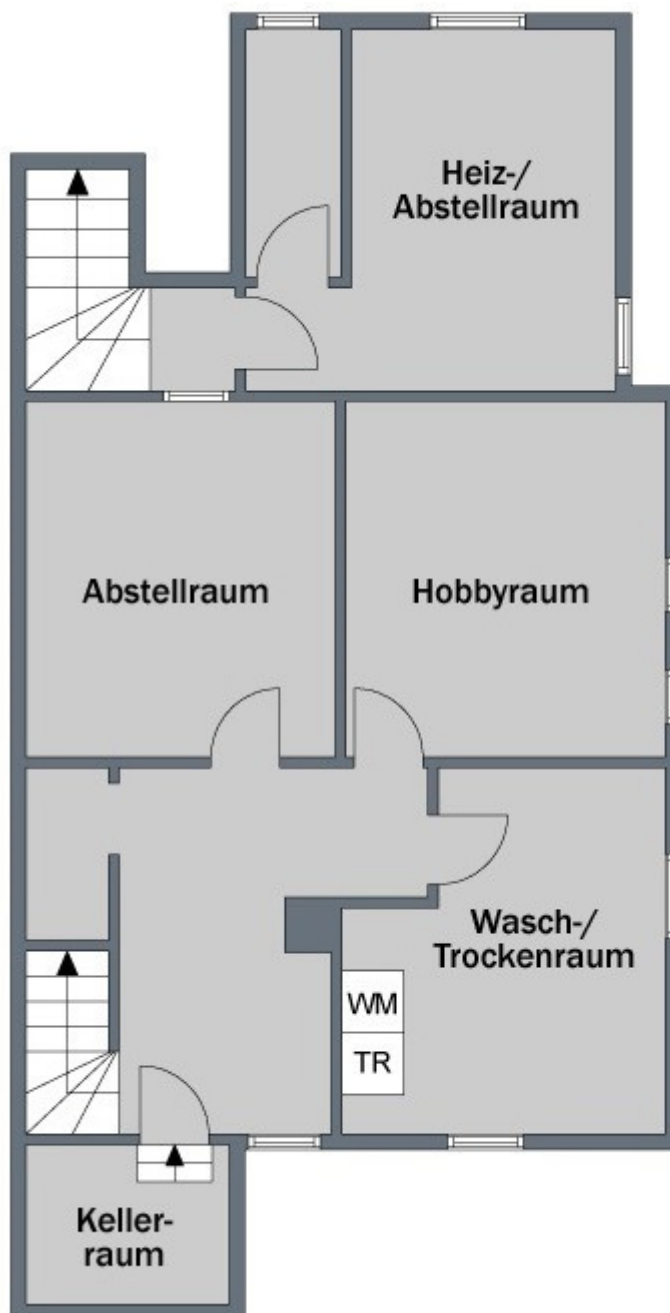 Heiz-/
Abstellraum
Abstellraum
Hobbyraum
Wasch-/
Trockenraum
WM
TR
Keller-
raum